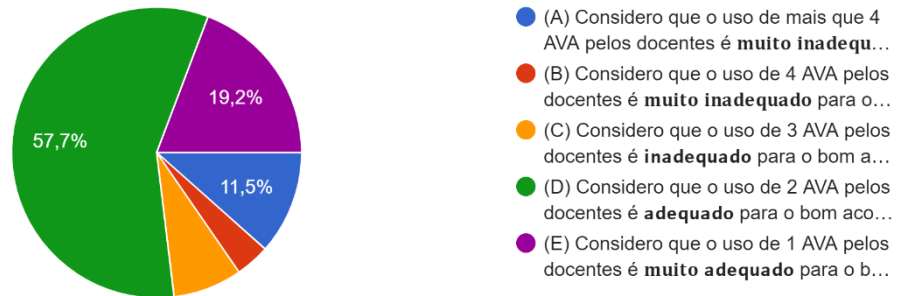 57,7%
19,2%
11,5%
(A) Considero que o uso de mais que 4
AVA pelos docentes é muito inadequ…
(B) Considero que o uso de 4 AVA pelos
docentes é muito inadequado para o…
(C) Considero que o uso de 3 AVA pelos
docentes é inadequado para o bom a…
(D) Considero que o uso de 2 AVA pelos
docentes é adequado para o bom aco…
(E) Considero que o uso de 1 AVA pelos
docentes é muito adequado para o b…